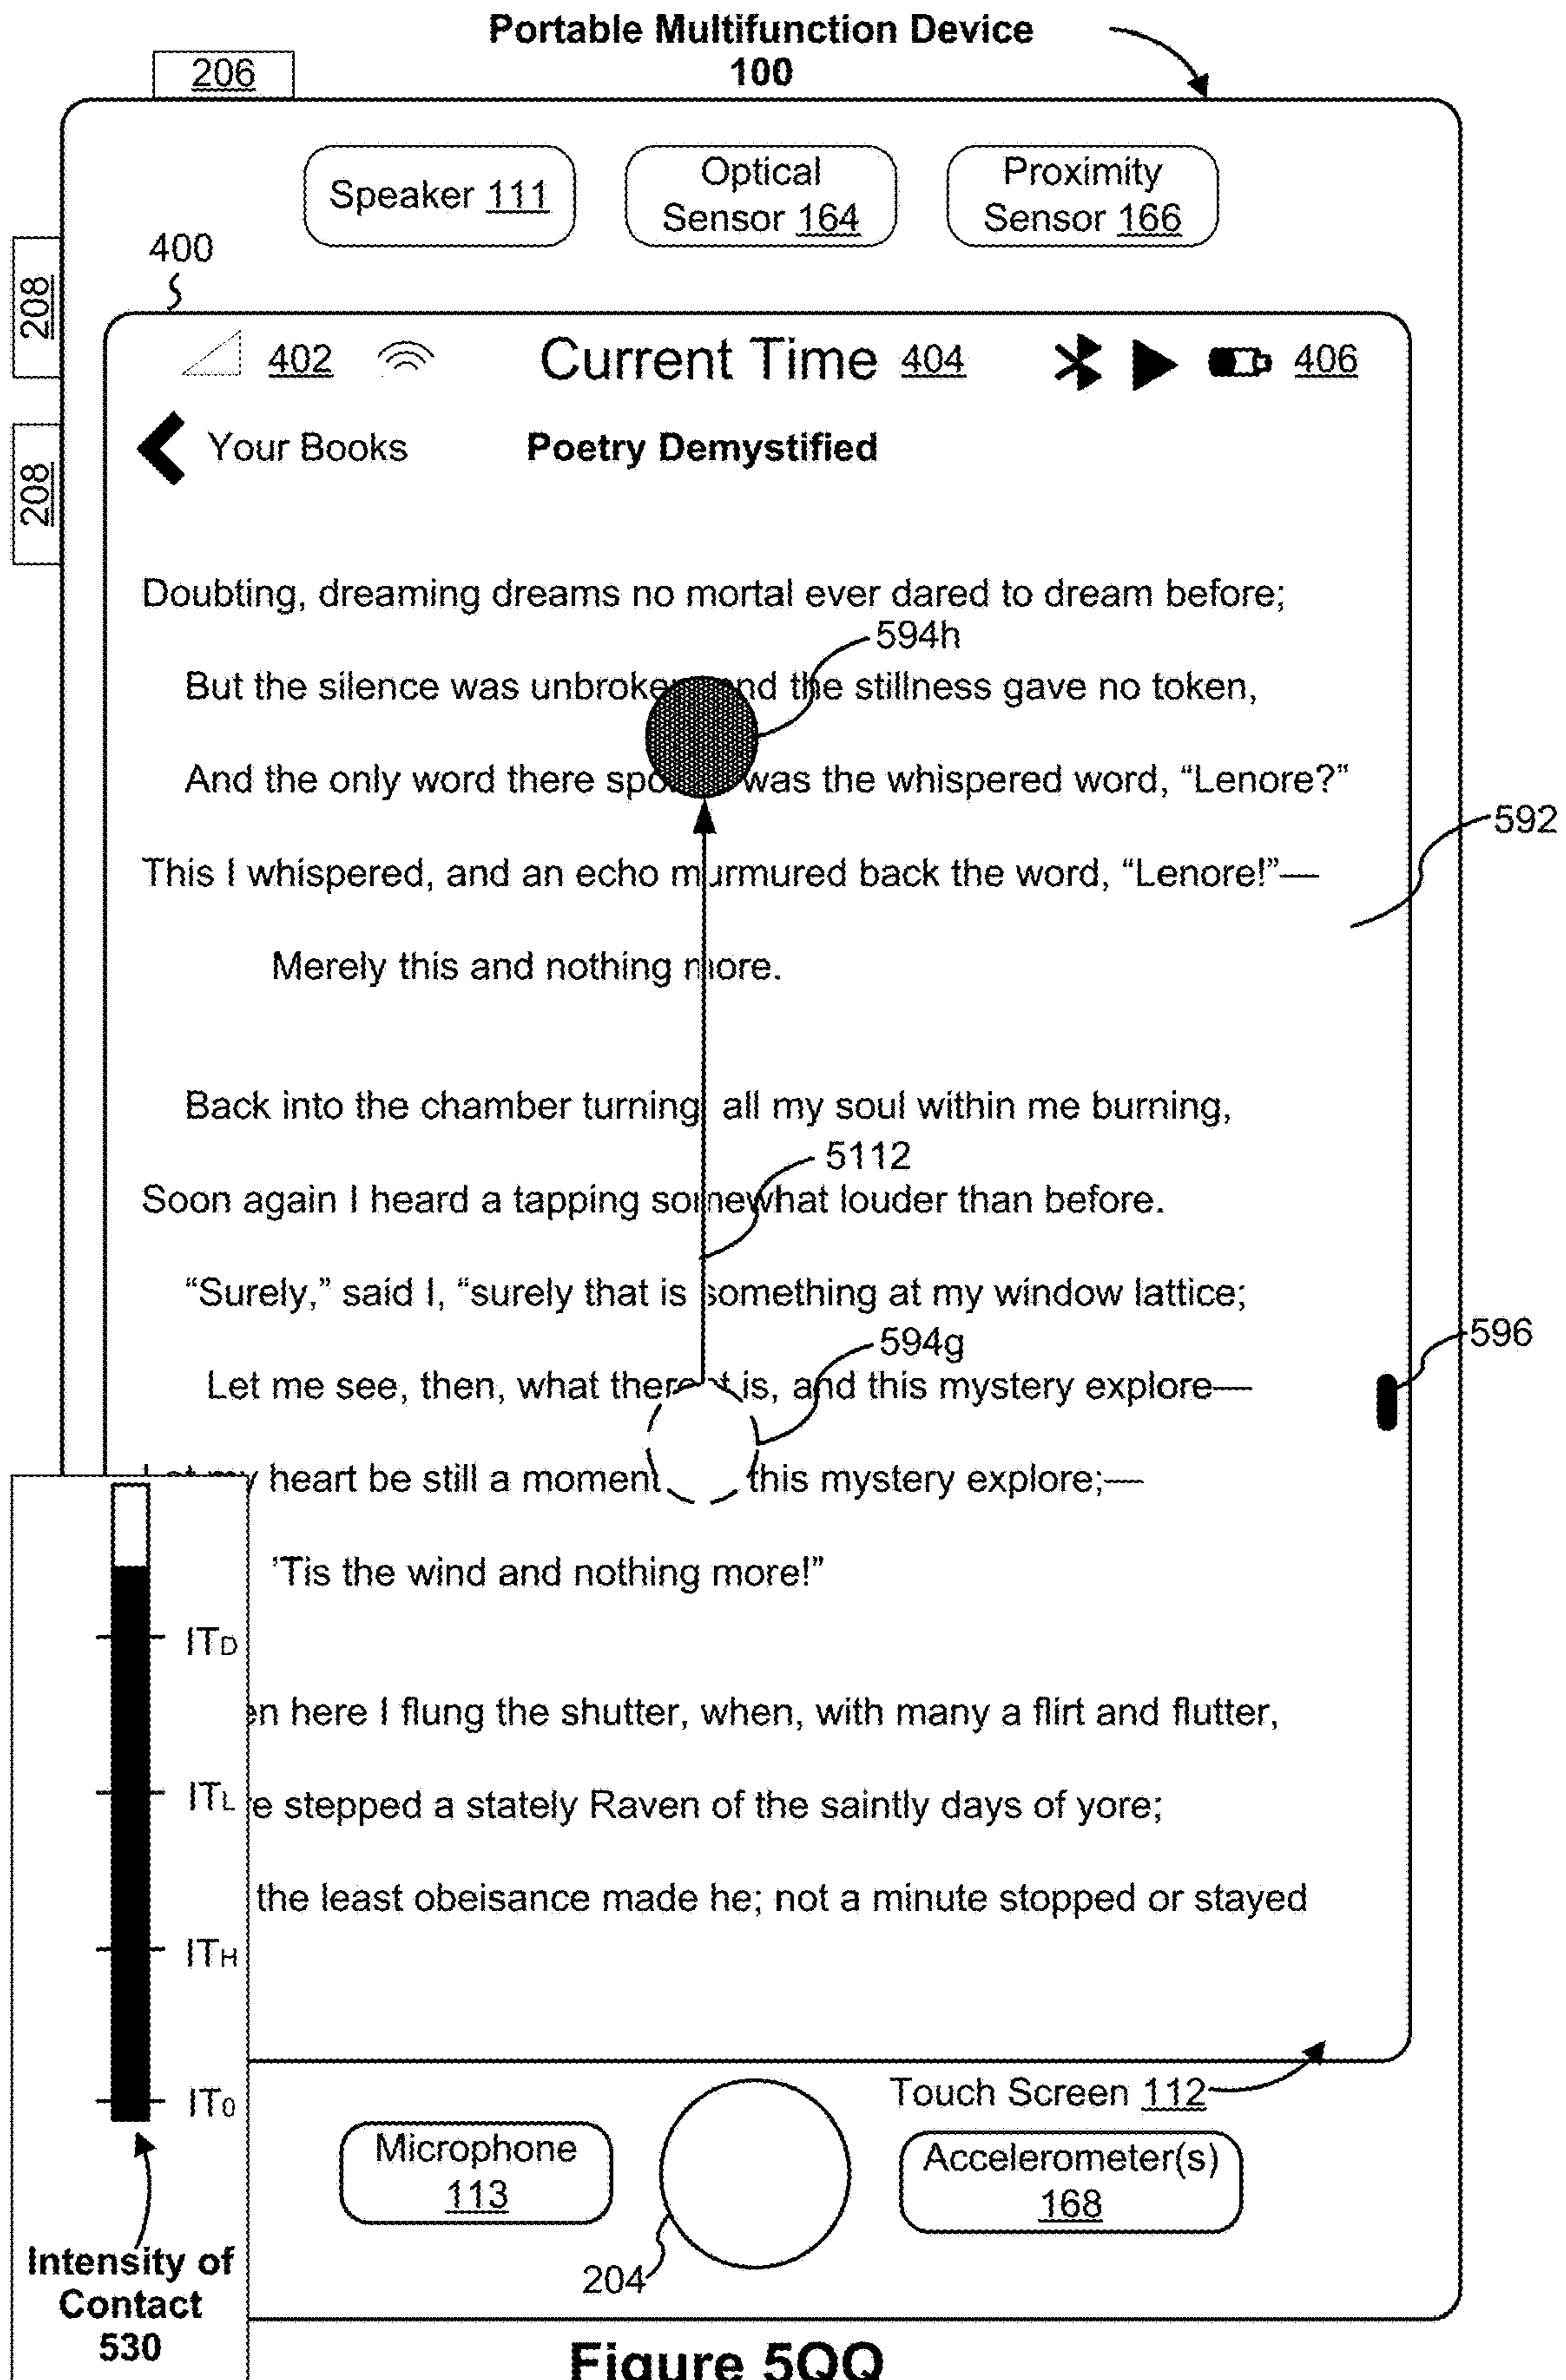 Portable Multifunction Device
100
206
Speaker 111
Optical
Sensor 164
Proximity
Sensor 166
208
208
400
402
Current Time 404
406
Your Books
Poetry Demystified
Doubting, dreaming dreams no mortal ever dared to dream before;
594h
But the silence was unbroke nd the stillness gave no token,
And the only word there spo was the whispered word, “Lenore?”
592
This I whispered, and an echo murmured back the word, “Lenore!”—
Merely this and nothing more.
Back into the chamber turning all my soul within me burning,
5112
Soon again I heard a tapping somewhat louder than before.
“Surely,” said I, “surely that is something at my window lattice;
596
594g
Let me see, then, what there t is, and this mystery explore—
heart be still a moment this mystery explore;—
’Tis the wind and nothing more!”
ITD
en here I flung the shutter, when, with many a flirt and flutter,
ITL
e stepped a stately Raven of the saintly days of yore;
the least obeisance made he; not a minute stopped or stayed
ITH
IT0
Touch Screen 112
Microphone
113
Accelerometer(s)
168
204
Intensity of
Contact
530
Figure 5QQ